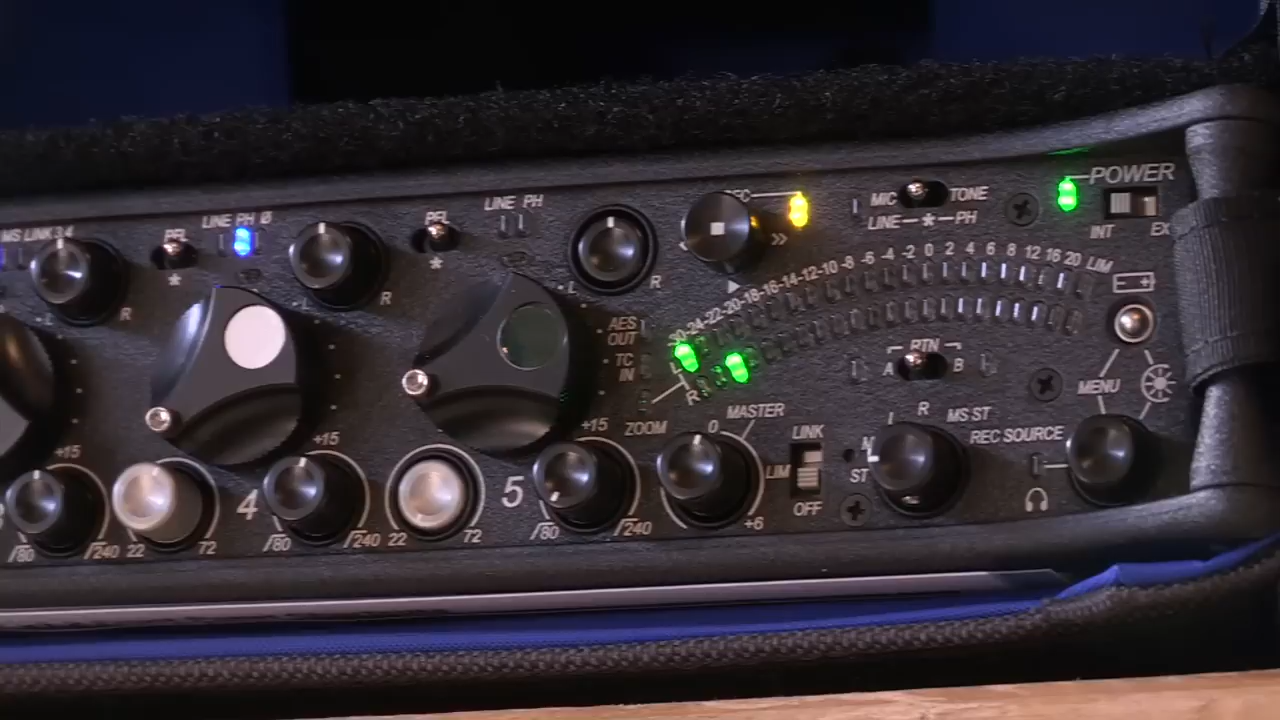 POWER
INT
MIC TONE
LINE—*—PH
LINE PH
PFL
*
LINE PH Ø
PFL
*
MS LINK 3,4
R
L R
L R
-24 -22 -20 -18 -16 -14 -12 -10 -8 -6 -4 -2 0 2 4 6 8 12 16 20 LIM
AES
OUT
TC
IN
R
ZOOM
RTN
A B
MENU
MASTER
0
+6
LINK
LIM
OFF
R
MS ST
ST
REC SOURCE
+15
/80 /240
22 72
4
+15
/80 /240
22 72
5
+15
/80 /240